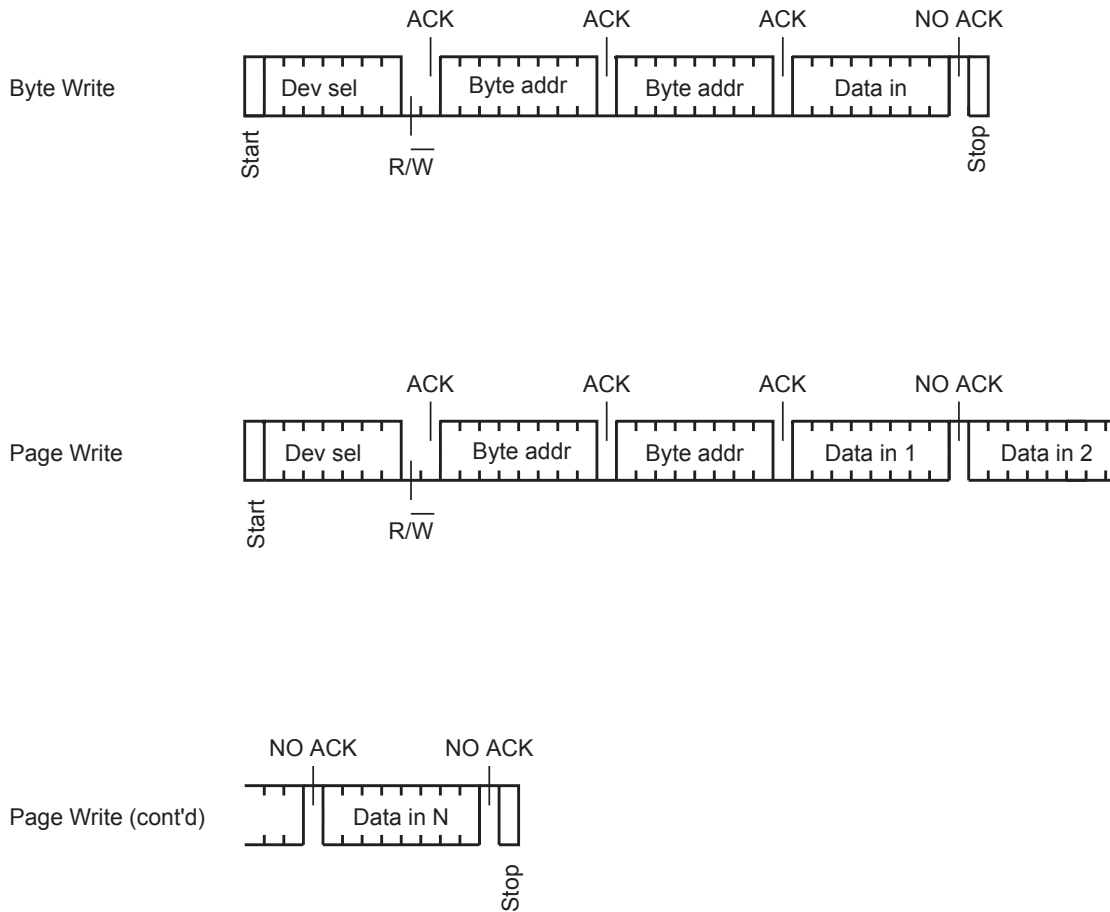 ACK ACK ACK NO ACK
Byte Write Dev sel Byte addr Byte addr Data in
Start R/W̅ Stop
ACK ACK ACK NO ACK
Page Write Dev sel Byte addr Byte addr Data in 1 Data in 2
Start R/W̅
NO ACK NO ACK
Page Write (cont'd) Data in N
Stop